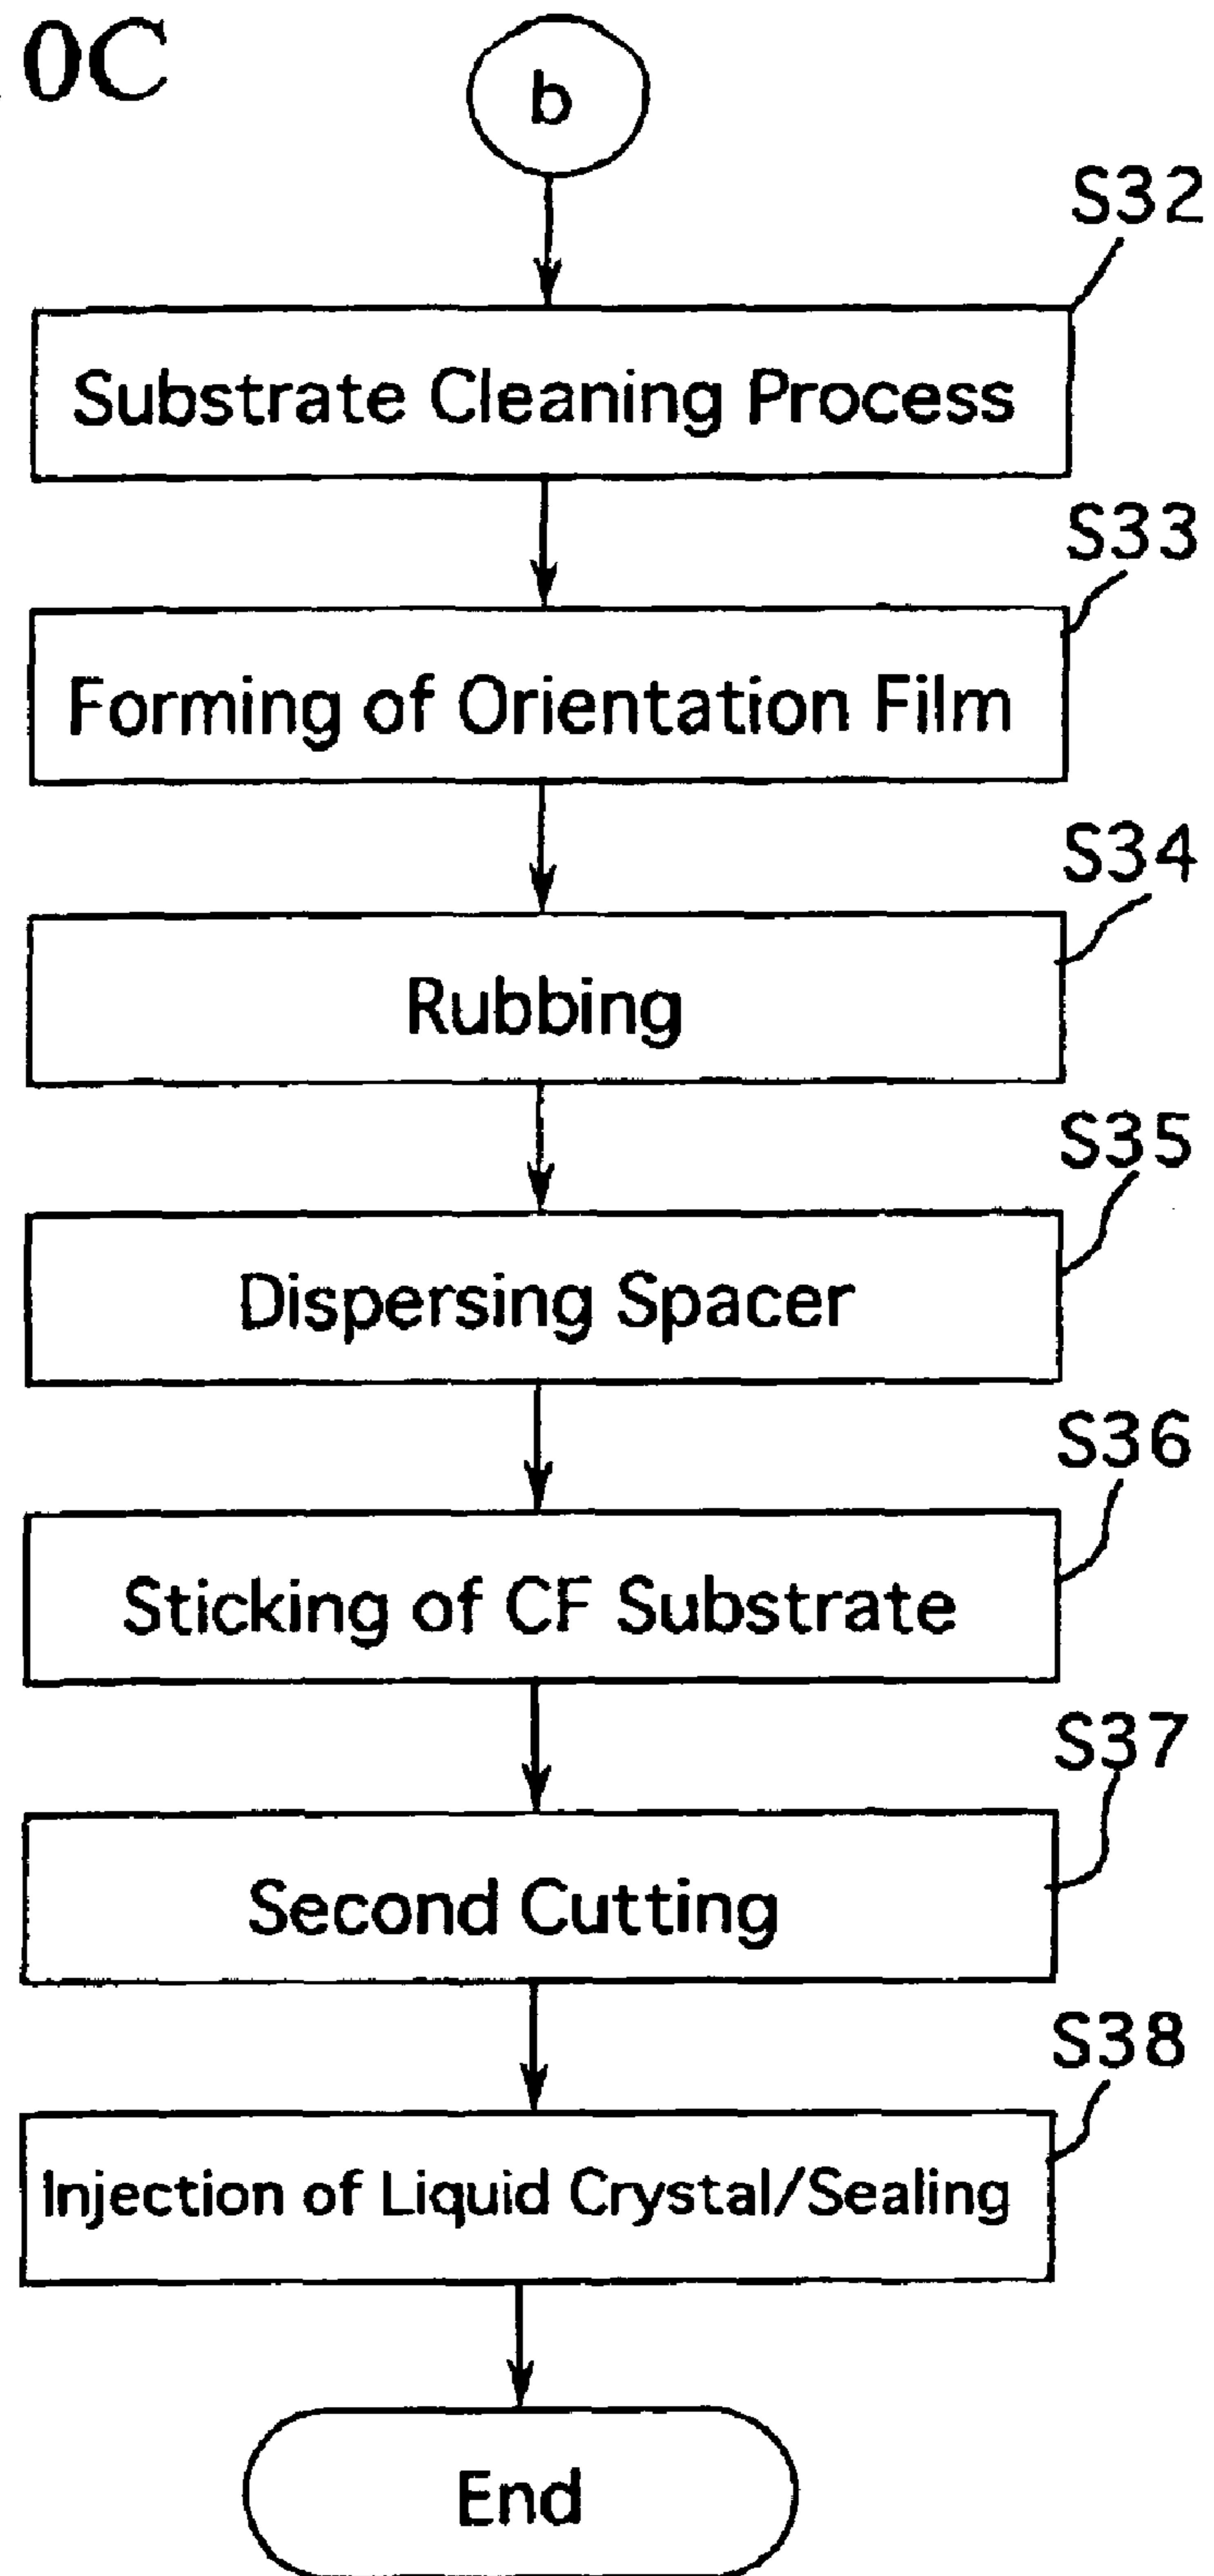 0C
b
S32
Substrate Cleaning Process
S33
Forming of Orientation Film
S34
Rubbing
S35
Dispersing Spacer
S36
Sticking of CF Substrate
S37
Second Cutting
S38
Injection of Liquid Crystal/Sealing
End